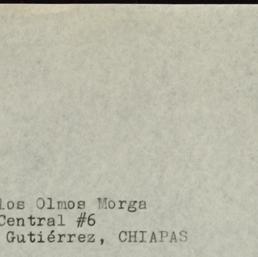 los Olmos Morga
Central #6
Gutiérrez, CHIAPAS